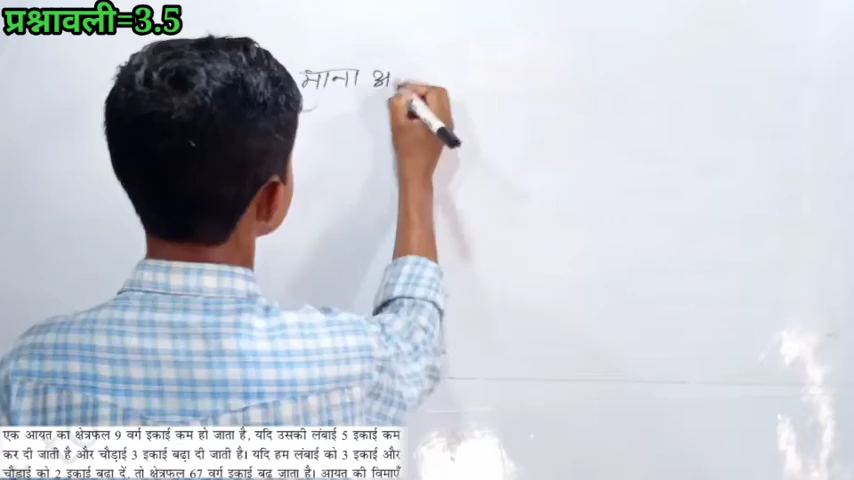 प्रश्नावली=3.5
माना
एक आयत का क्षेत्रफल 9 वर्ग इकाई कम हो जाता है, यदि उसकी लंबाई 5 इकाई कम
कर दी जाती है और चौड़ाई 3 इकाई बढ़ा दी जाती है। यदि हम लंबाई को 3 इकाई और
चौड़ाई को 2 इकाई बढ़ा दें, तो क्षेत्रफल 67 वर्ग इकाई बढ़ जाता है। आयत की विमाएँ